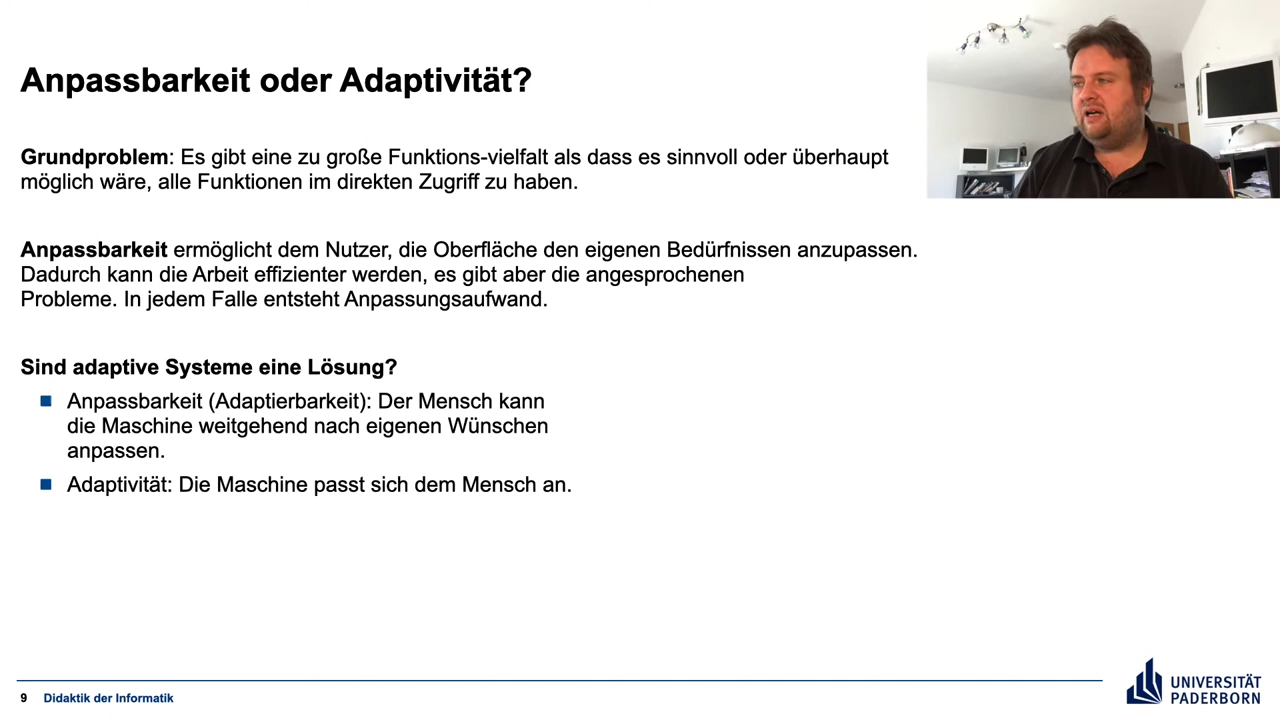 Anpassbarkeit oder Adaptivität?
Grundproblem: Es gibt eine zu große Funktions-vielfalt als dass es sinnvoll oder überhaupt
möglich wäre, alle Funktionen im direkten Zugriff zu haben.
Anpassbarkeit ermöglicht dem Nutzer, die Oberfläche den eigenen Bedürfnissen anzupassen.
Dadurch kann die Arbeit effizienter werden, es gibt aber die angesprochenen
Probleme. In jedem Falle entsteht Anpassungsaufwand.
Sind adaptive Systeme eine Lösung?
Anpassbarkeit (Adaptierbarkeit): Der Mensch kann
die Maschine weitgehend nach eigenen Wünschen
anpassen.
Adaptivität: Die Maschine passt sich dem Mensch an.
9 Didaktik der Informatik
UNIVERSITÄT
PADERBORN